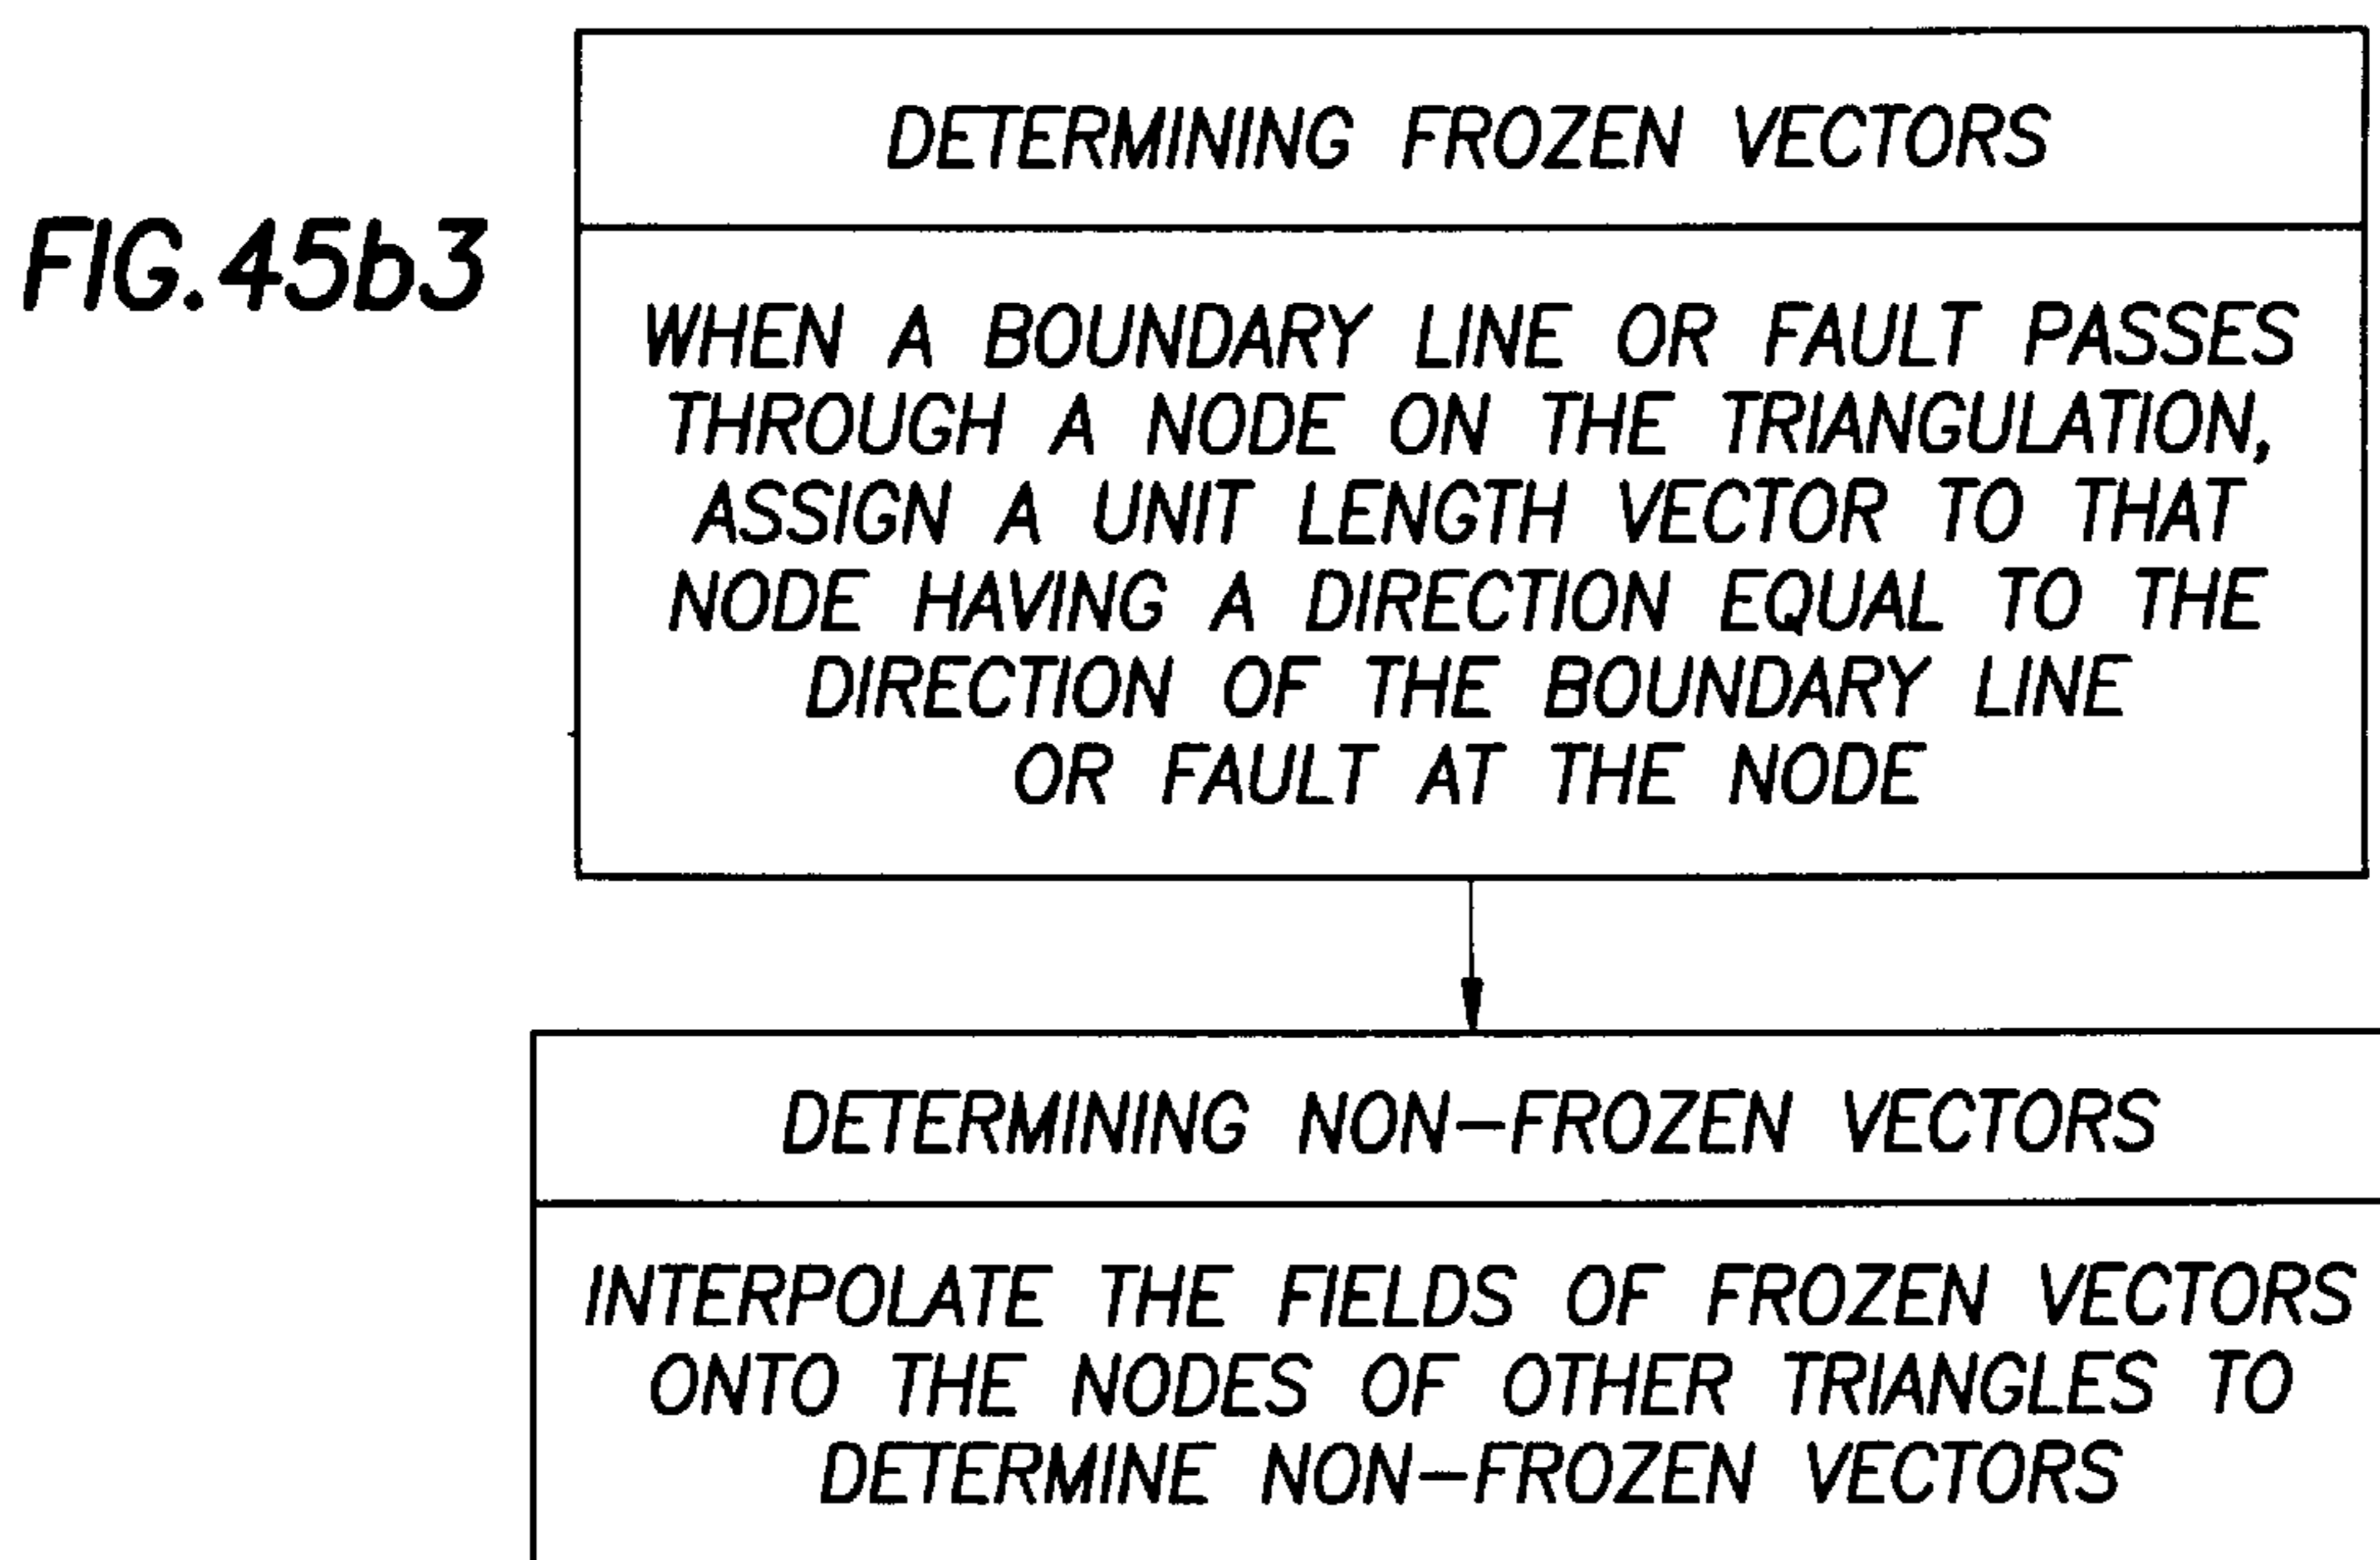 DETERMINING FROZEN VECTORS
FIG.45b3
WHEN A BOUNDARY LINE OR FAULT PASSES
THROUGH A NODE ON THE TRIANGULATION,
ASSIGN A UNIT LENGTH VECTOR TO THAT
NODE HAVING A DIRECTION EQUAL TO THE
DIRECTION OF THE BOUNDARY LINE
OR FAULT AT THE NODE
DETERMINING NON-FROZEN VECTORS
INTERPOLATE THE FIELDS OF FROZEN VECTORS
ONTO THE NODES OF OTHER TRIANGLES TO
DETERMINE NON-FROZEN VECTORS